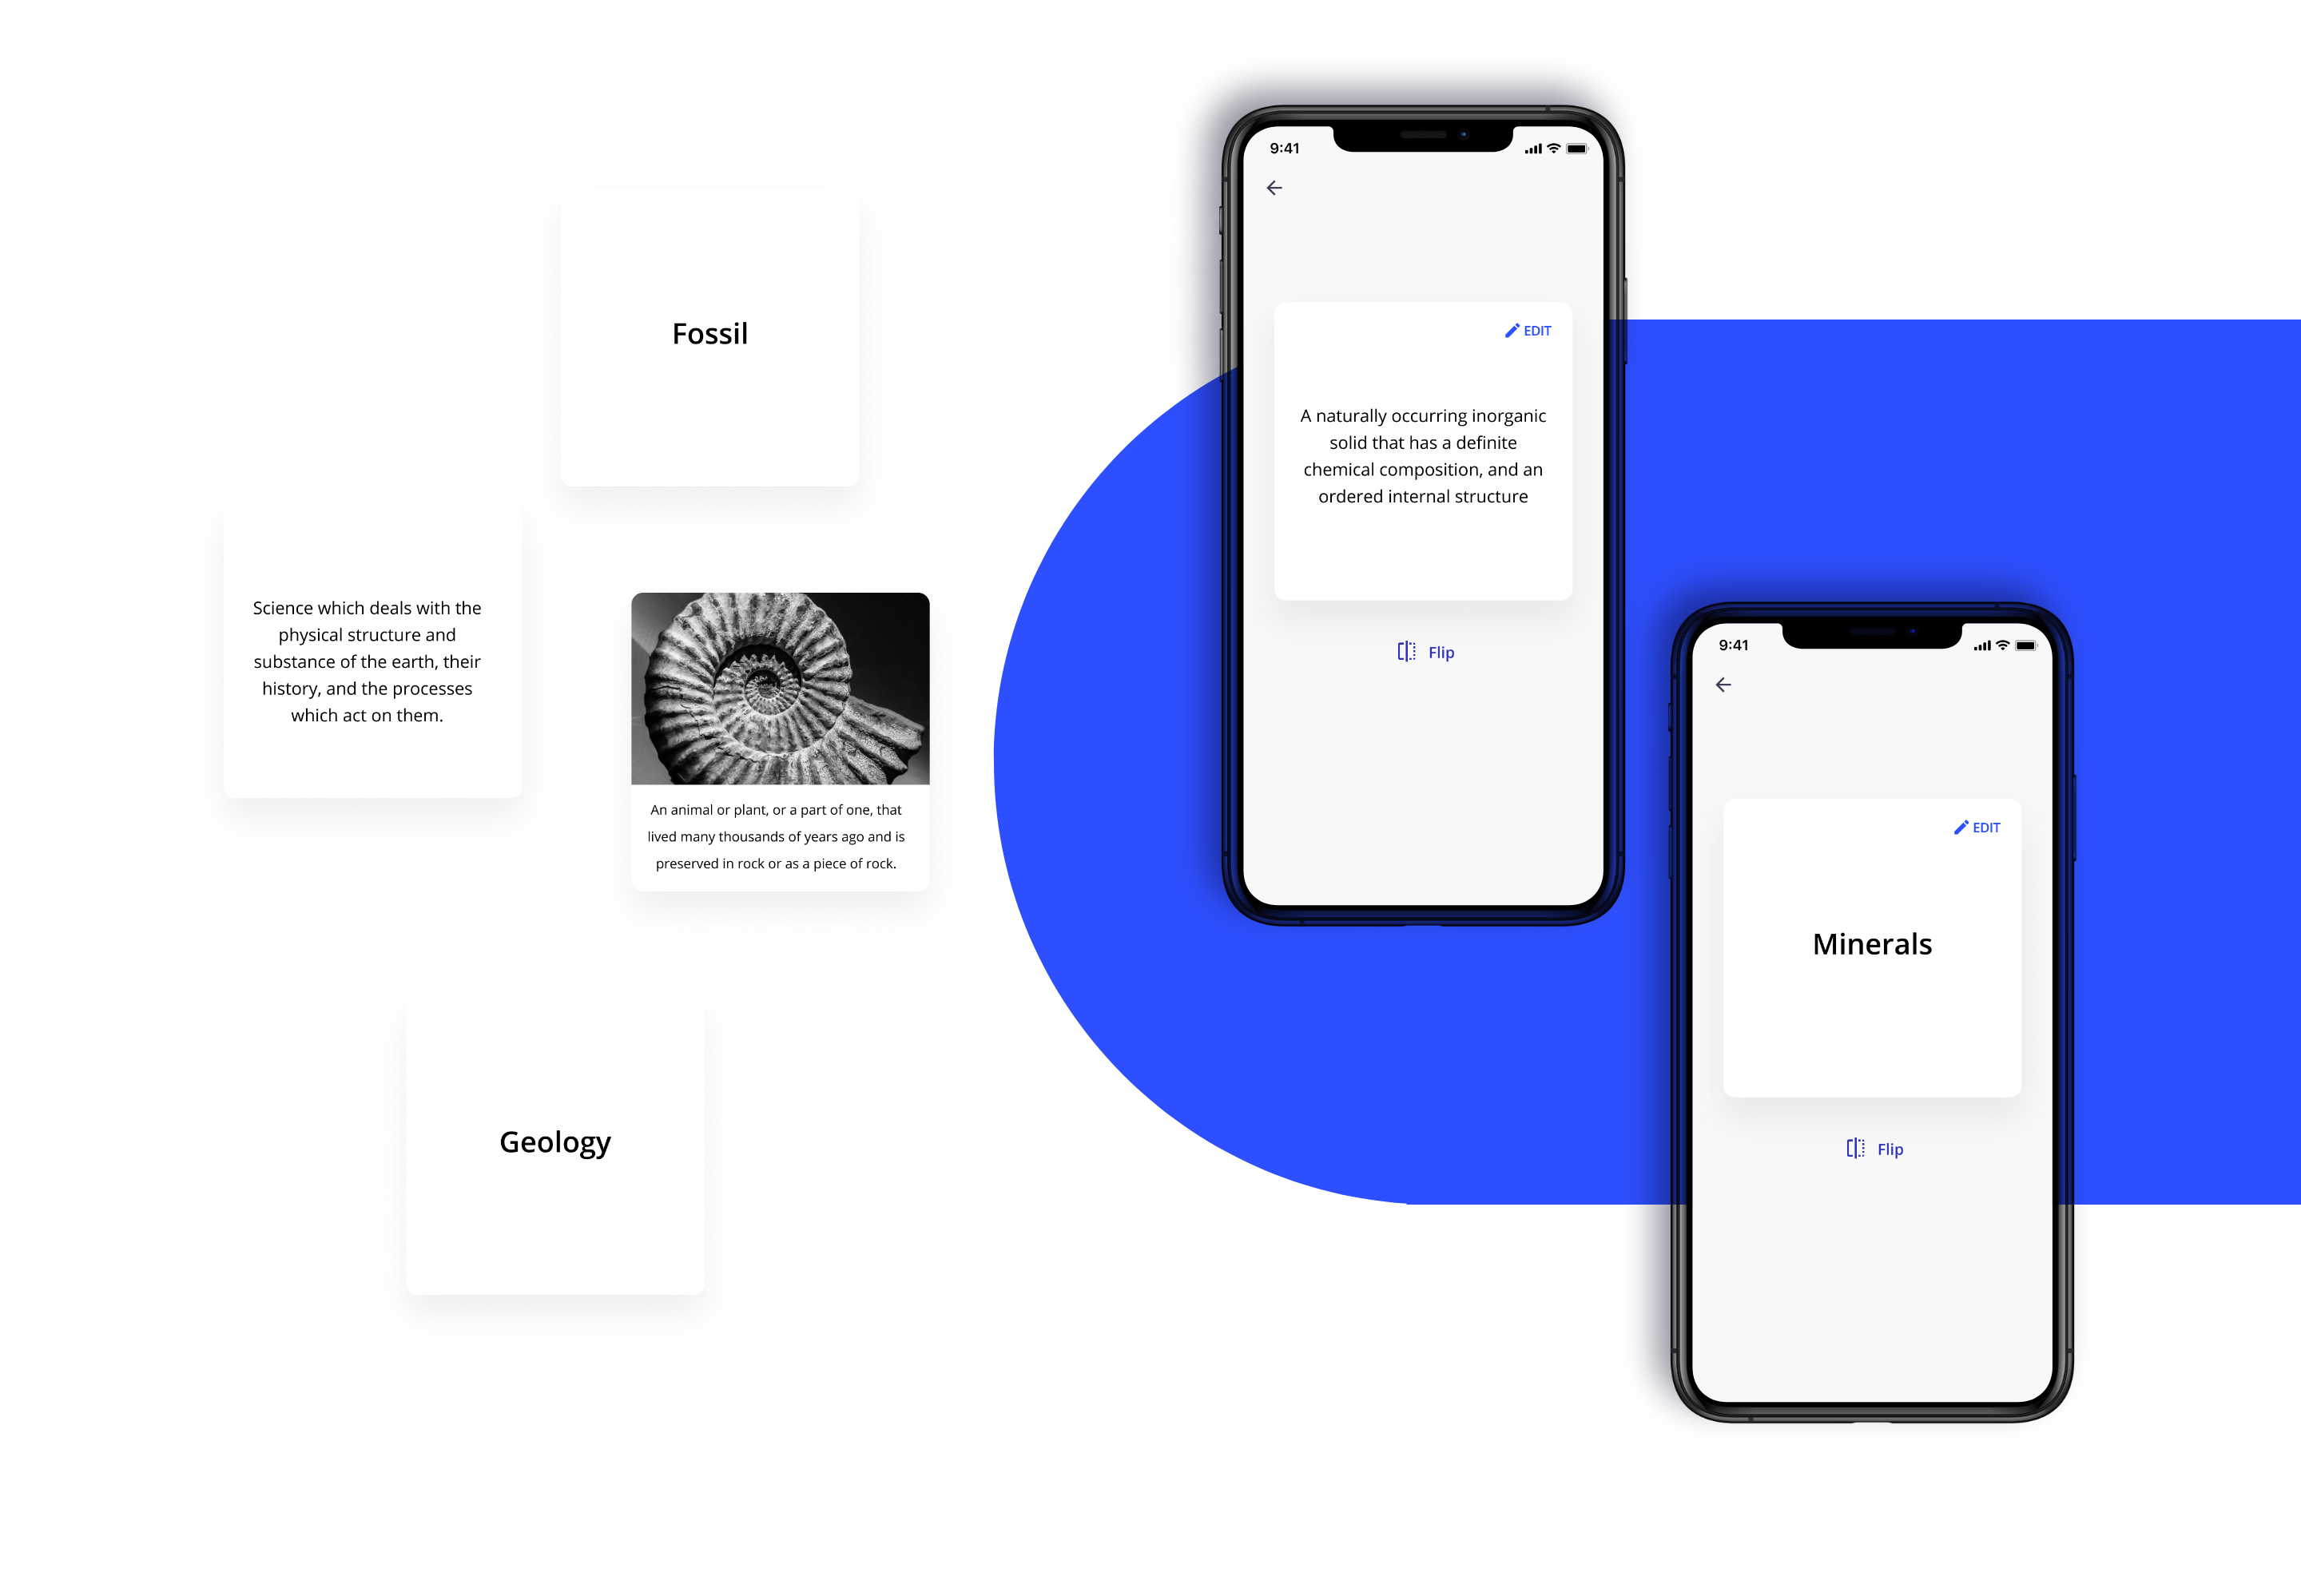 Fossil
Science which deals with the
physical structure and
substance of the earth, their
history, and the processes
which act on them.
An animal or plant, or a part of one, that
lived many thousands of years ago and is
preserved in rock or as a piece of rock.
Geology
9:41
EDIT
A naturally occurring inorganic
solid that has a definite
chemical composition, and an
ordered internal structure
Flip
9:41
EDIT
Minerals
Flip